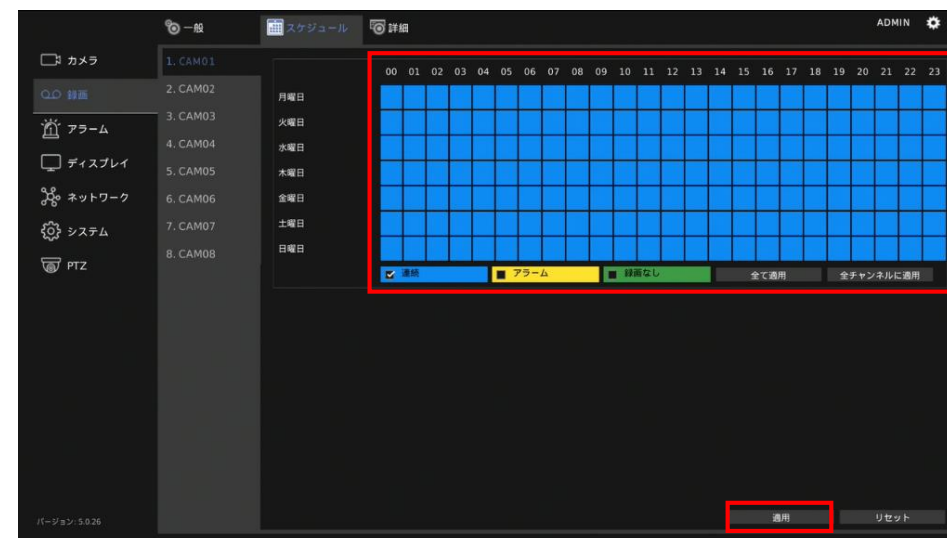 一般 スケジュール 詳細 ADMIN
カメラ
録画
アラーム
ディスプレイ
ネットワーク
システム
PTZ
1. CAM01
2. CAM02
3. CAM03
4. CAM04
5. CAM05
6. CAM06
7. CAM07
8. CAM08
00 01 02 03 04 05 06 07 08 09 10 11 12 13 14 15 16 17 18 19 20 21 22 23
月曜日
火曜日
水曜日
木曜日
金曜日
土曜日
日曜日
連続 アラーム 録画なし 全て適用 全チャンネルに適用
バージョン: 5.0.26
適用 リセット